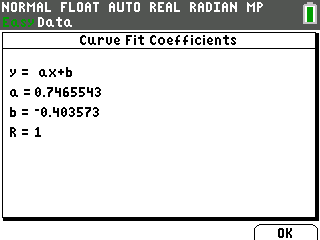 NORMAL FLOAT AUTO REAL RADIAN MP
EasyData
Curve Fit Coefficients
y = ax+b
a = 0.7465543
b = ⁻0.403573
R = 1
OK